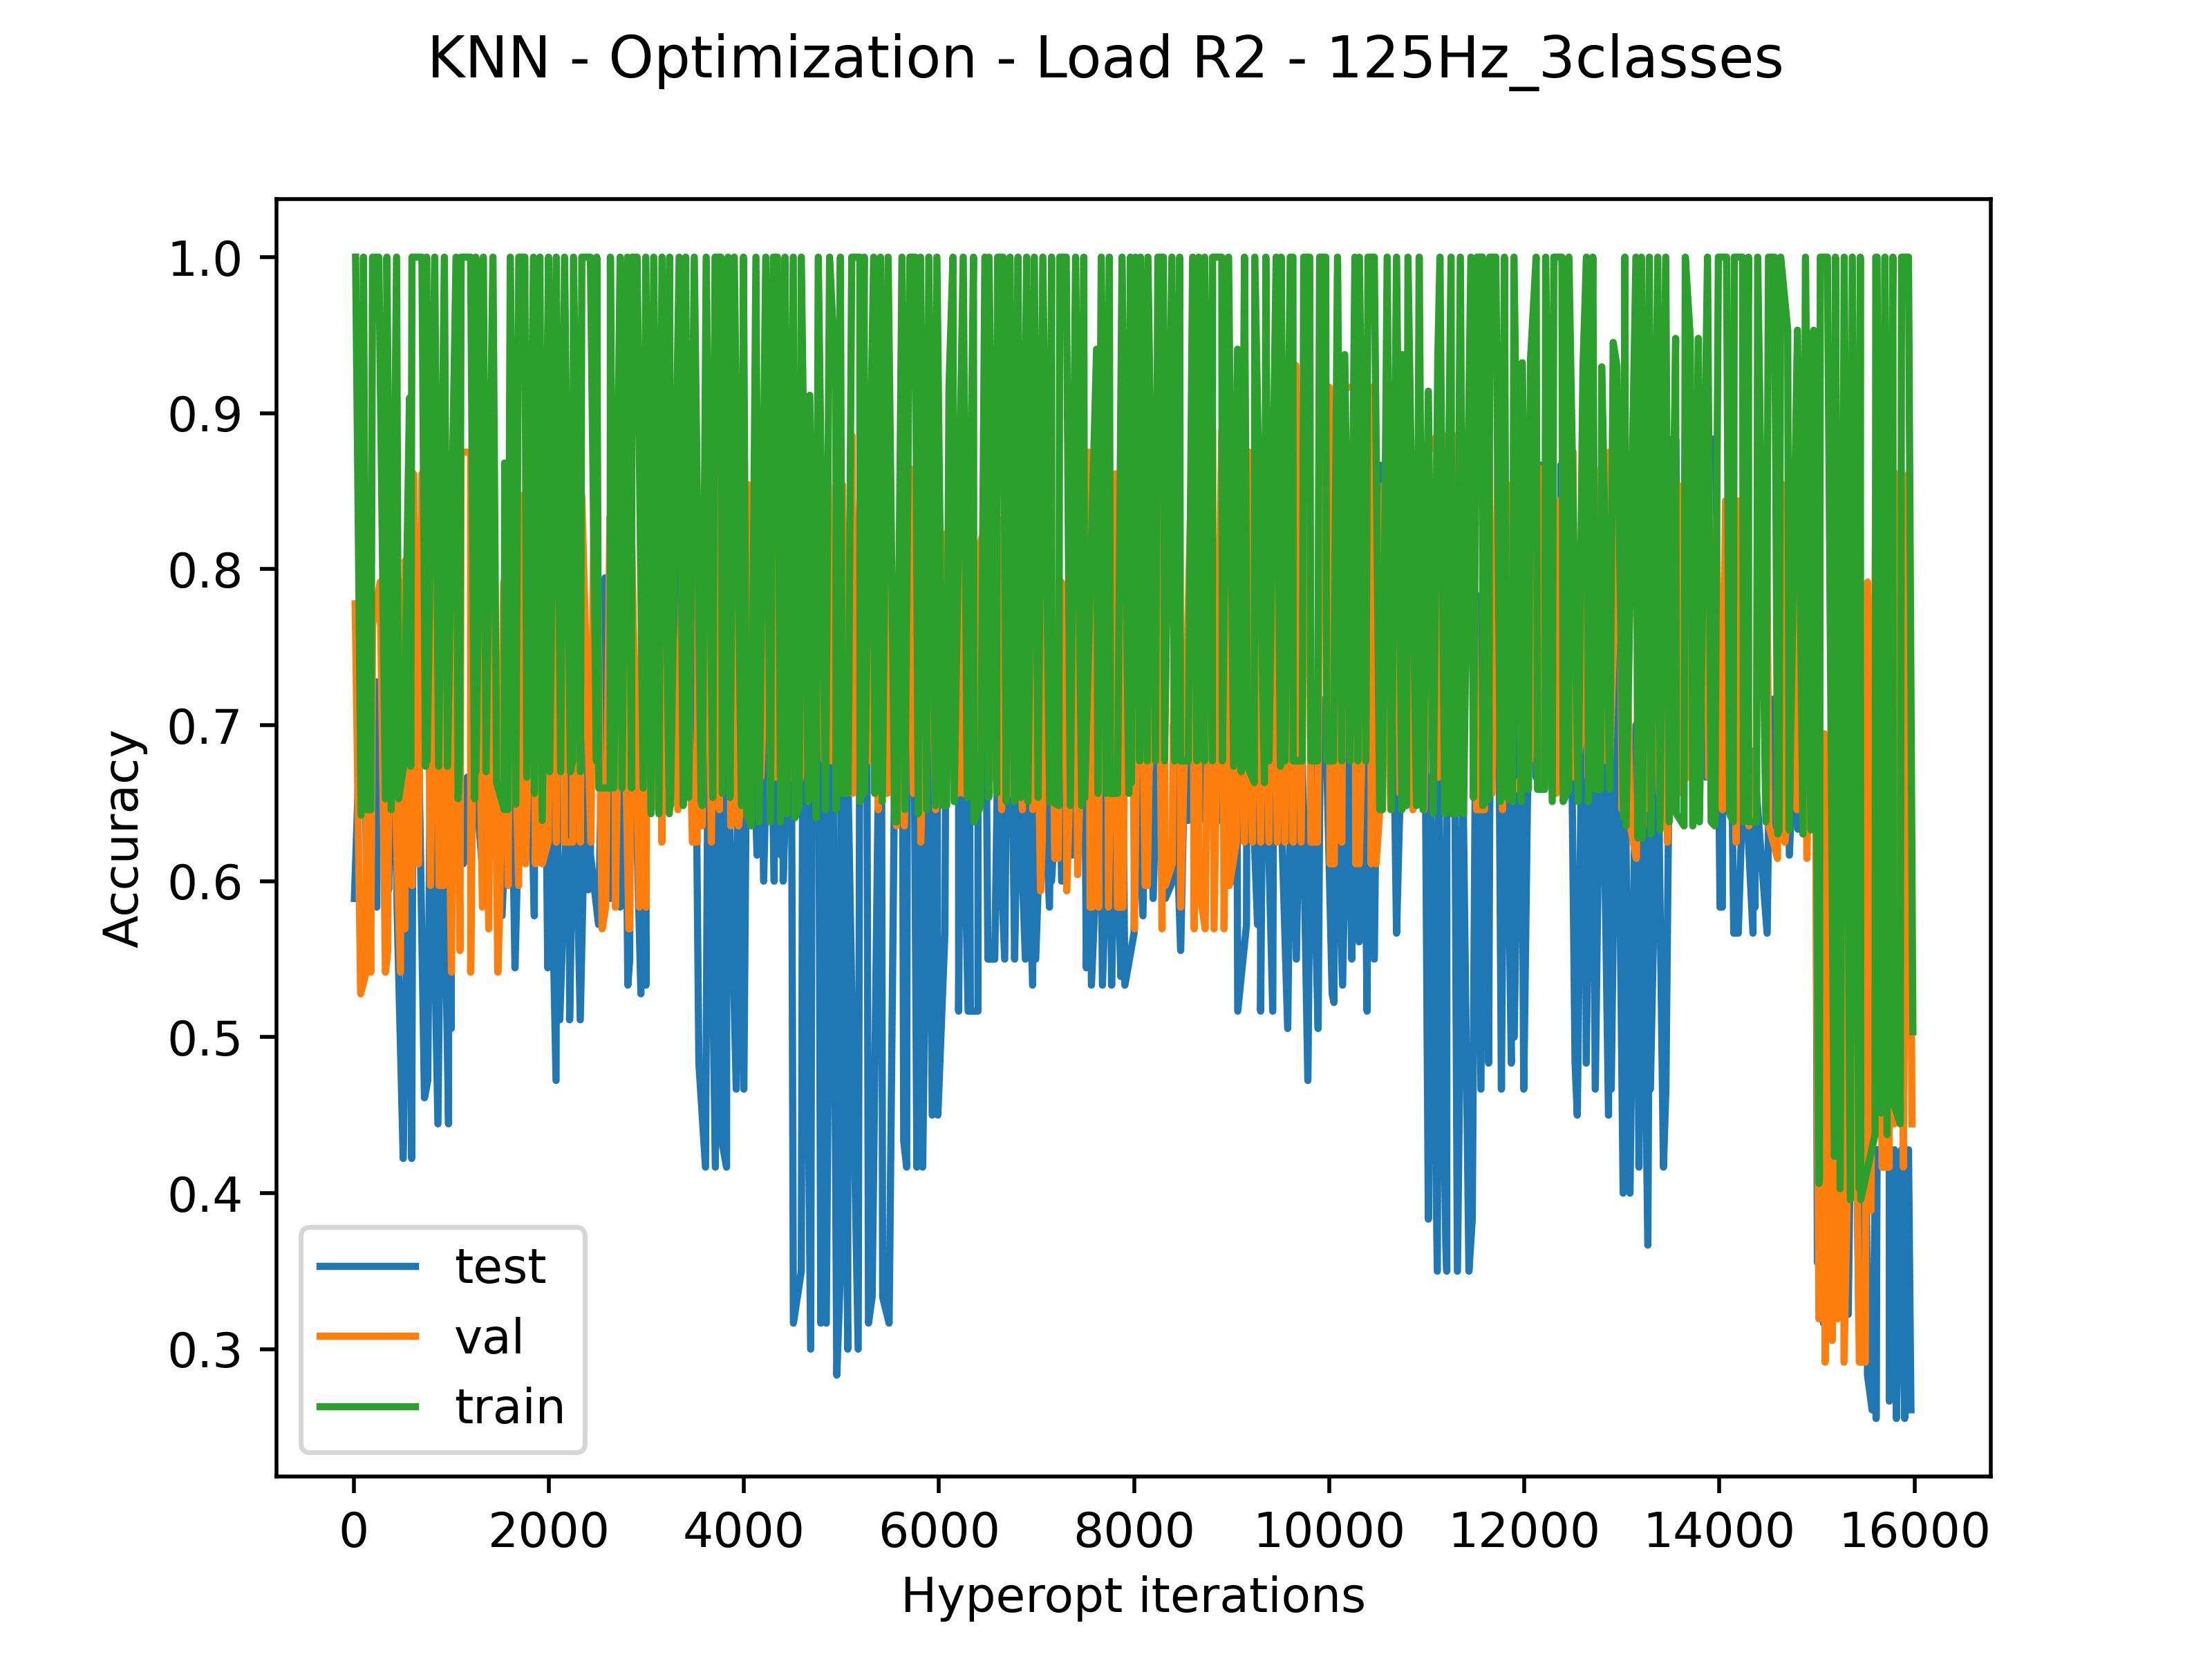 KNN - Optimization - Load R2 - 125Hz_3classes
1.0
0.9
0.8
0.7
0.6
0.5
0.4
0.3
Accuracy
test
val
train
0 2000 4000 6000 8000 10000 12000 14000 16000
Hyperopt iterations